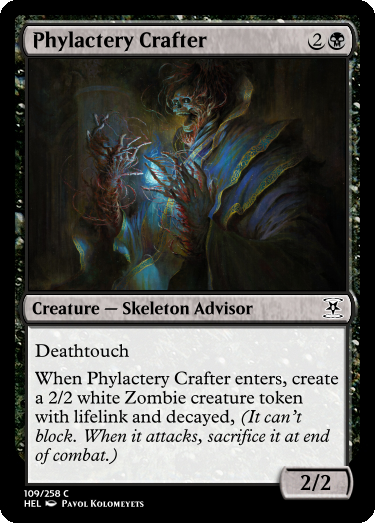 Phylactery Crafter 2
Creature — Skeleton Advisor
Deathtouch
When Phylactery Crafter enters, create
a 2/2 white Zombie creature token
with lifelink and decayed, (It can't
block. When it attacks, sacrifice it at end
of combat.)
2/2
109/258 C
HEL PAVOL KOLOMEYETS